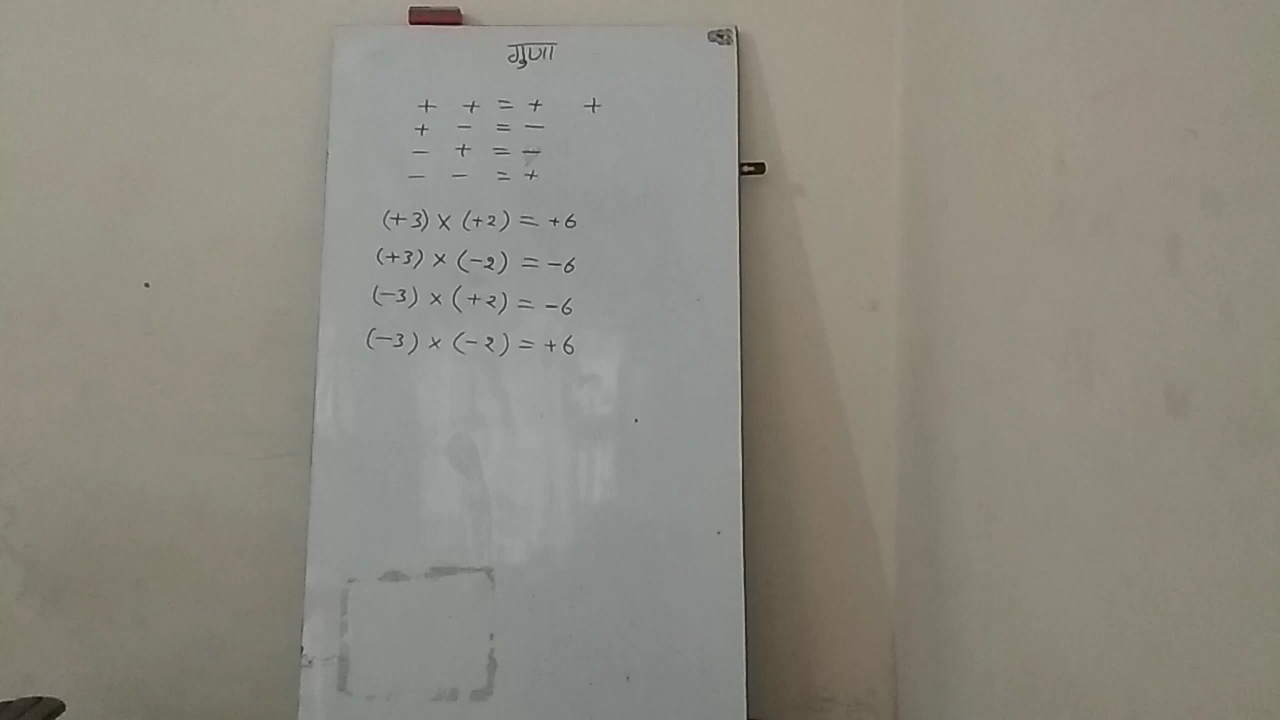 गुणा
+ + = + +
+ - = -
- + = -
- - = +
(+3) × (+2) = +6
(+3) × (-2) = -6
(-3) × (+2) = -6
(-3) × (-2) = +6